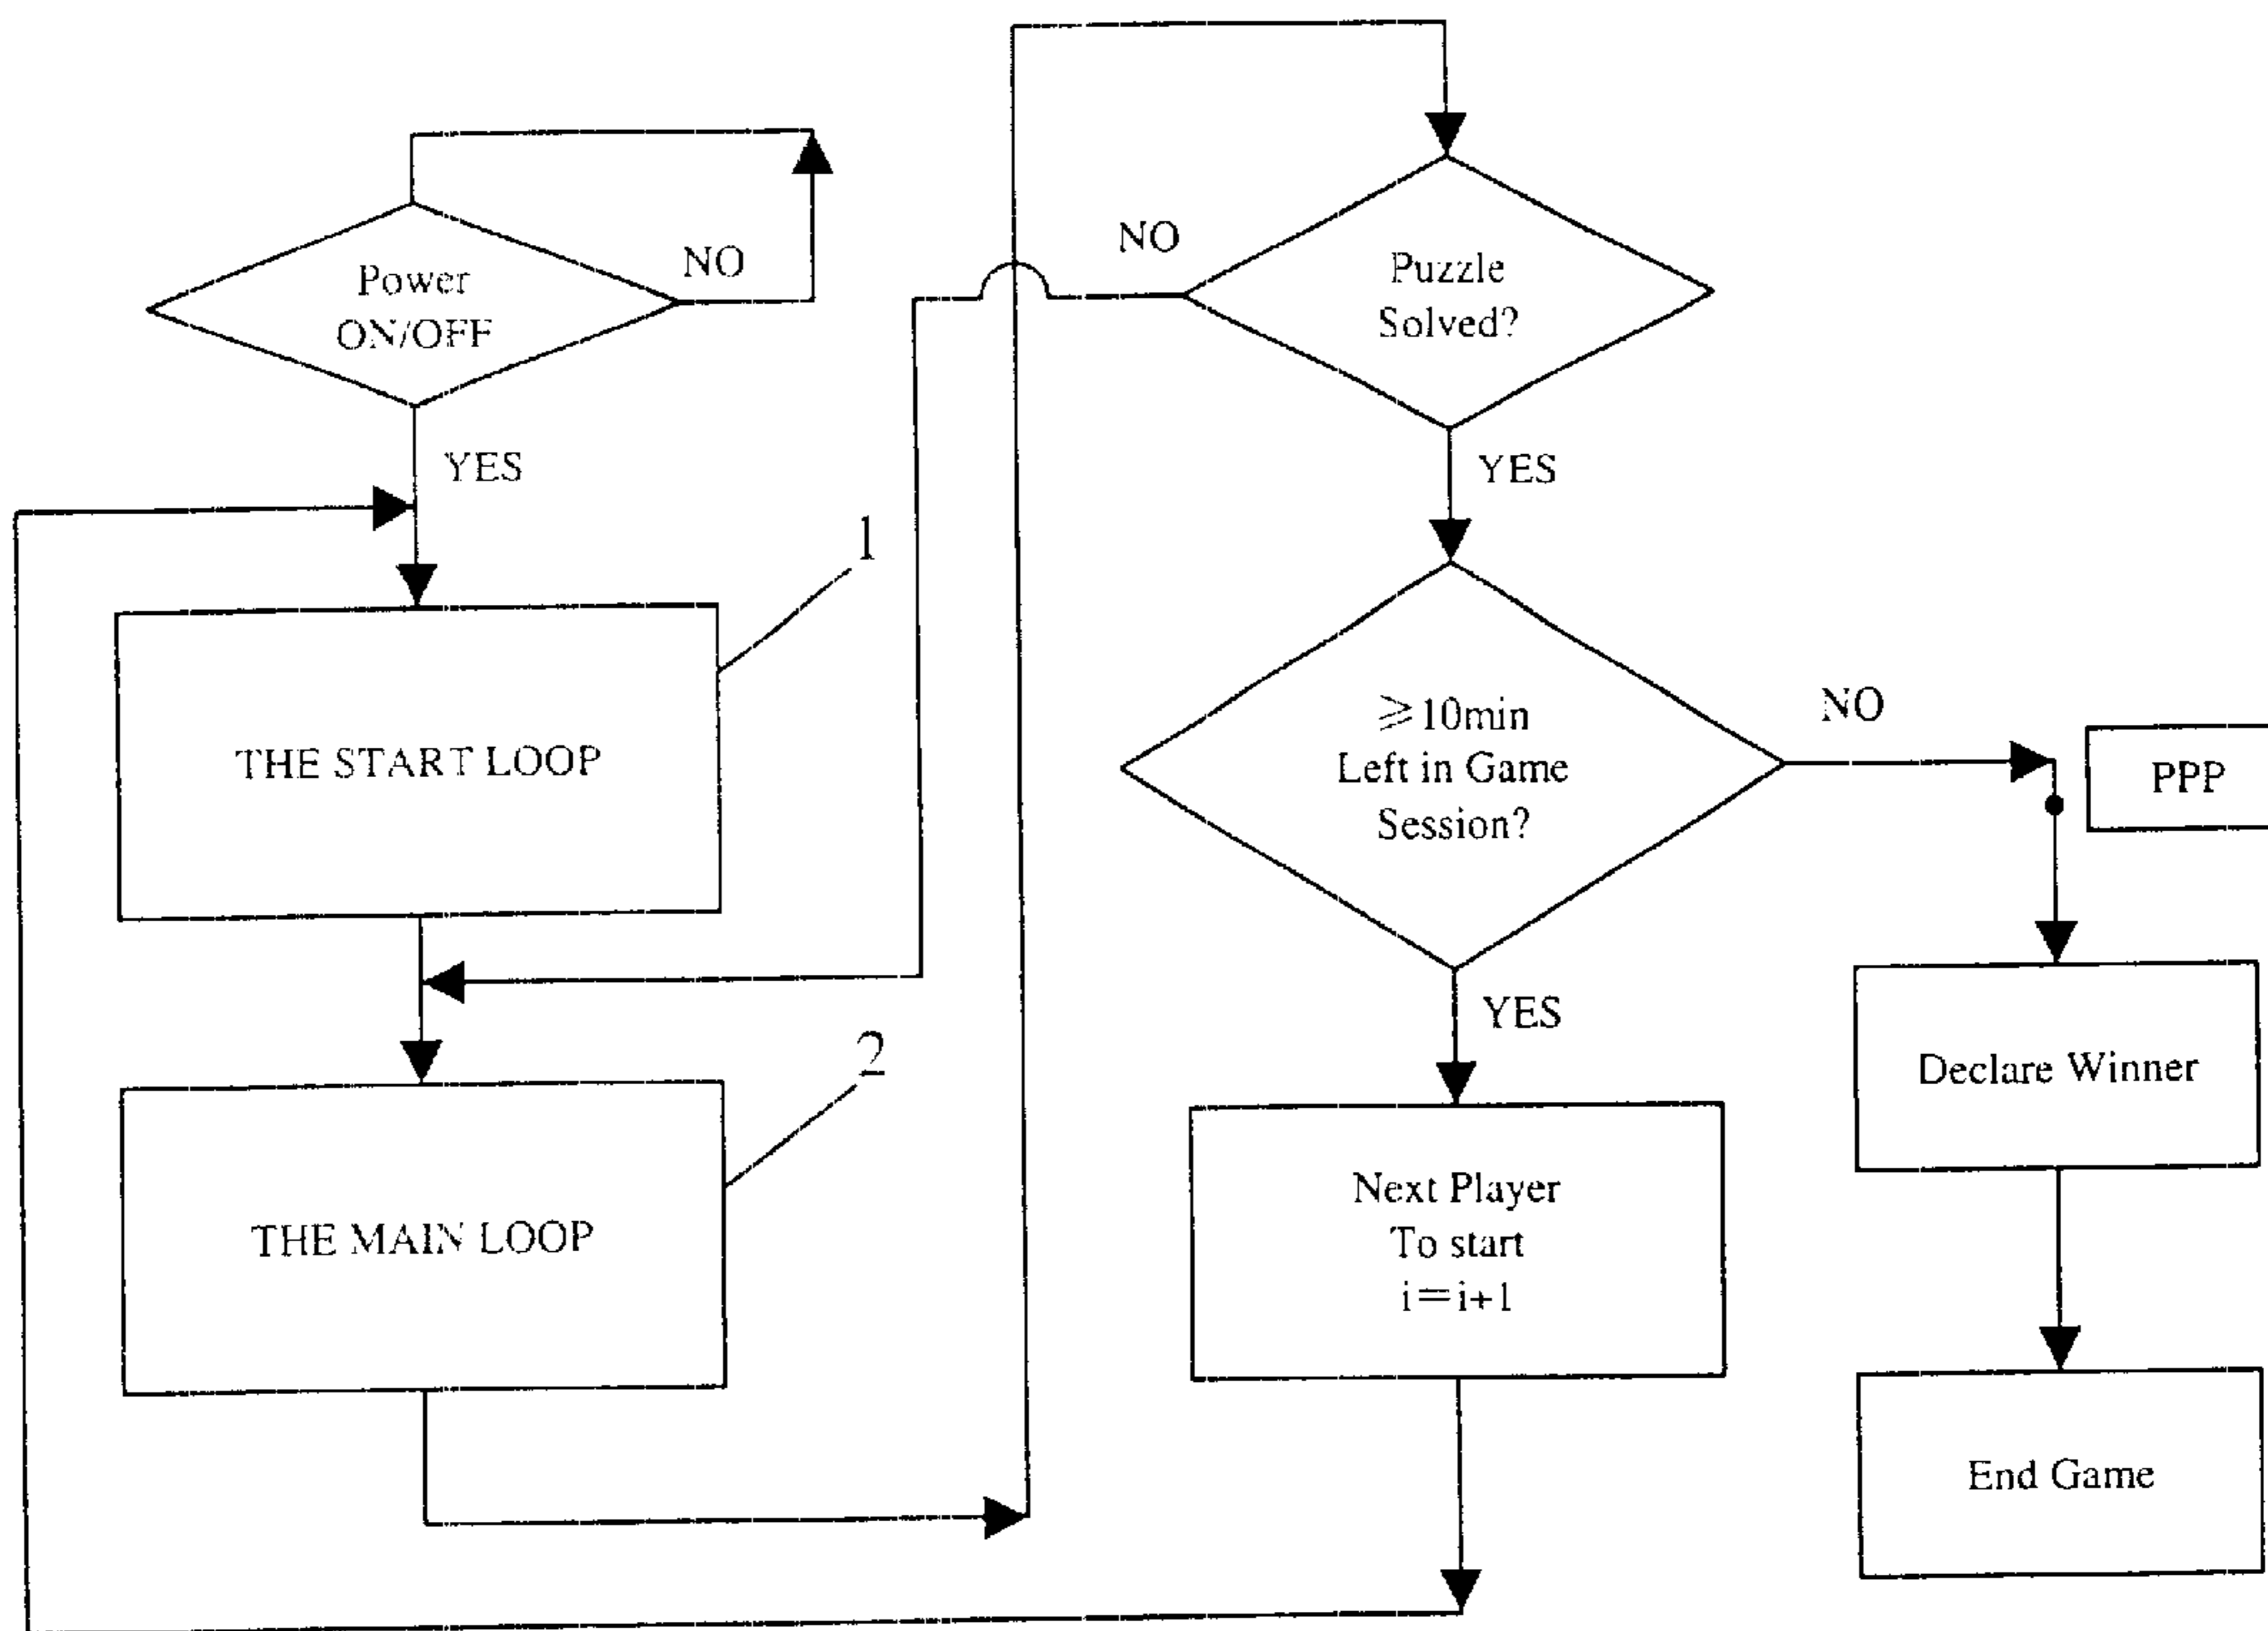 Power
ON/OFF
NO
YES
1
THE START LOOP
2
THE MAIN LOOP
NO
Puzzle
Solved?
YES
≥10min
Left in Game
Session?
NO
PPP
YES
Declare Winner
Next Player
To start
i=i+1
End Game